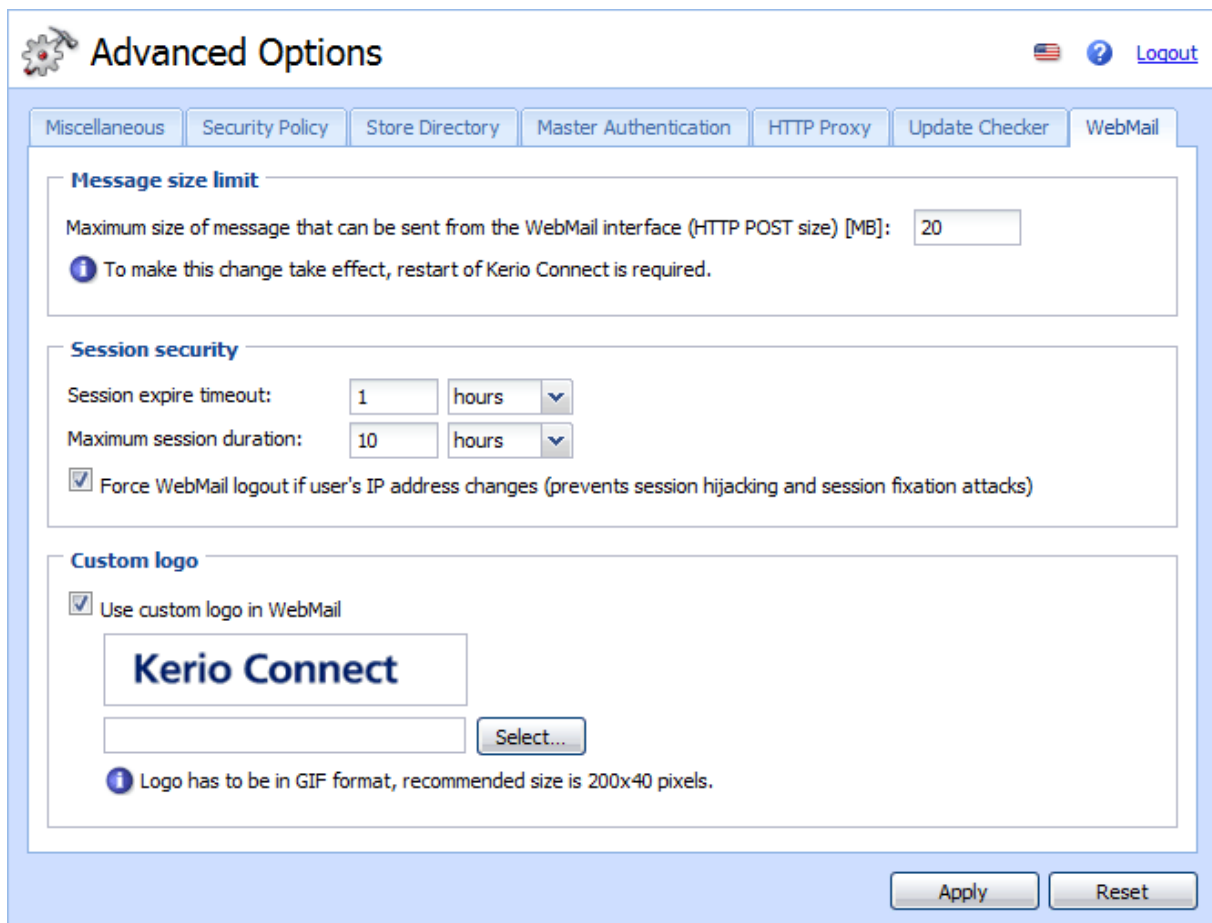 Advanced Options
Logout
Miscellaneous
Security Policy
Store Directory
Master Authentication
HTTP Proxy
Update Checker
WebMail
Message size limit
Maximum size of message that can be sent from the WebMail interface (HTTP POST size) [MB]: 20
To make this change take effect, restart of Kerio Connect is required.
Session security
Session expire timeout: 1 hours
Maximum session duration: 10 hours
Force WebMail logout if user's IP address changes (prevents session hijacking and session fixation attacks)
Custom logo
Use custom logo in WebMail
Kerio Connect
Select...
Logo has to be in GIF format, recommended size is 200x40 pixels.
Apply
Reset